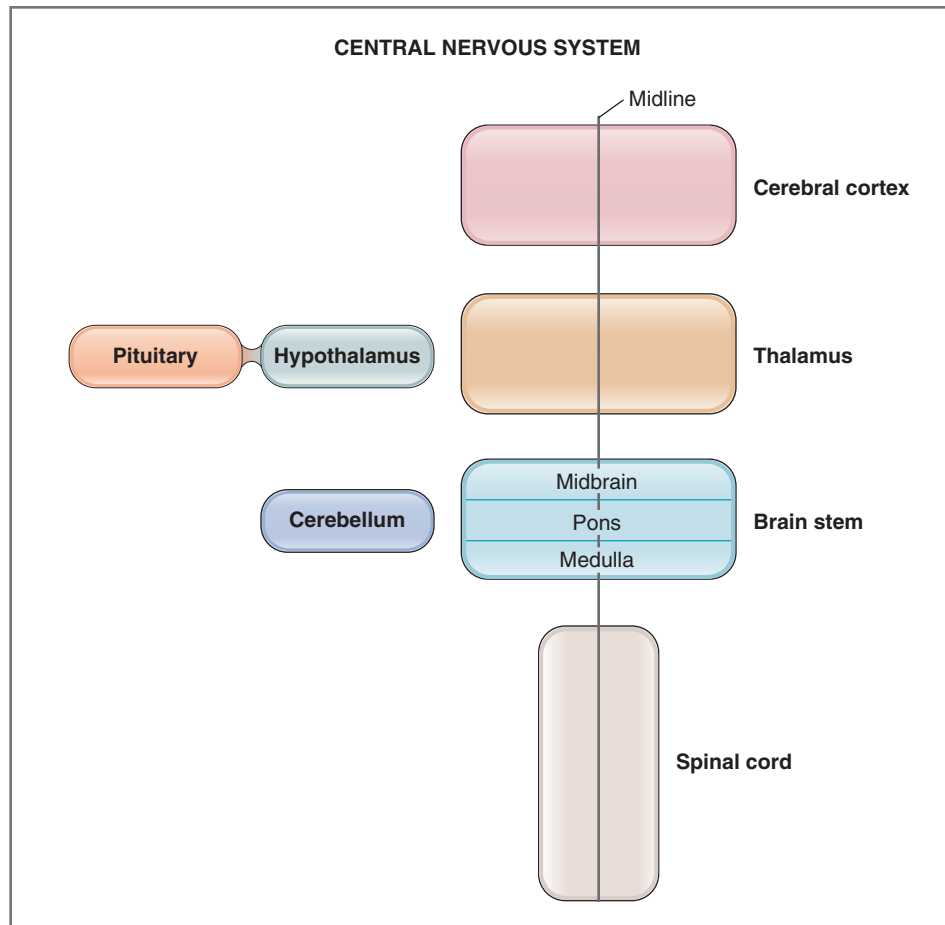 CENTRAL NERVOUS SYSTEM
Midline
Cerebral cortex
Pituitary
Hypothalamus
Thalamus
Midbrain
Cerebellum
Pons
Brain stem
Medulla
Spinal cord